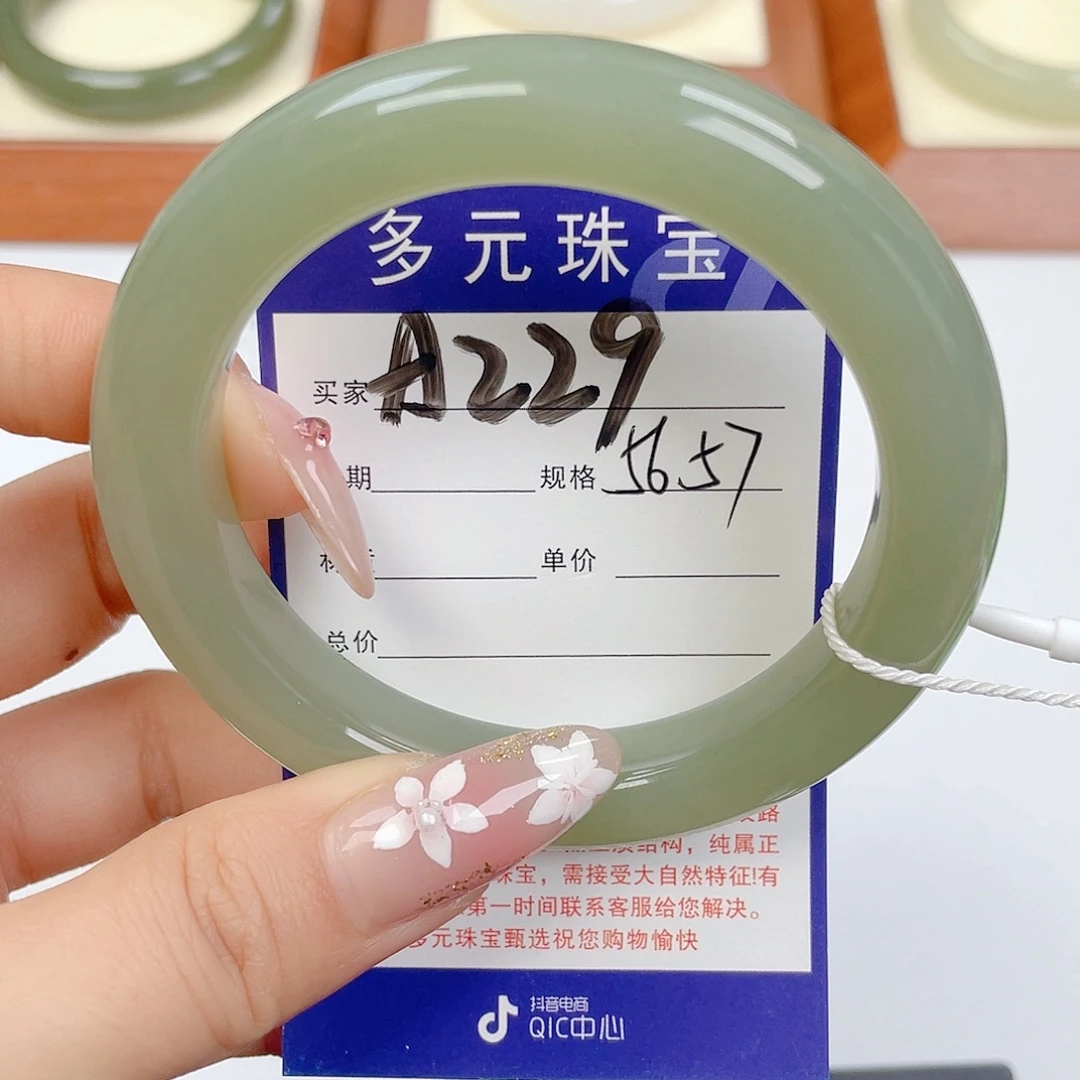 多元珠宝
买家 A229
期 规格 56.57
单价
总价
路
结构，纯属正
珠宝，需接受大自然特征!有
第一时间联系客服给您解决。
多元珠宝甄选祝您购物愉快
抖音电商
QIC中心